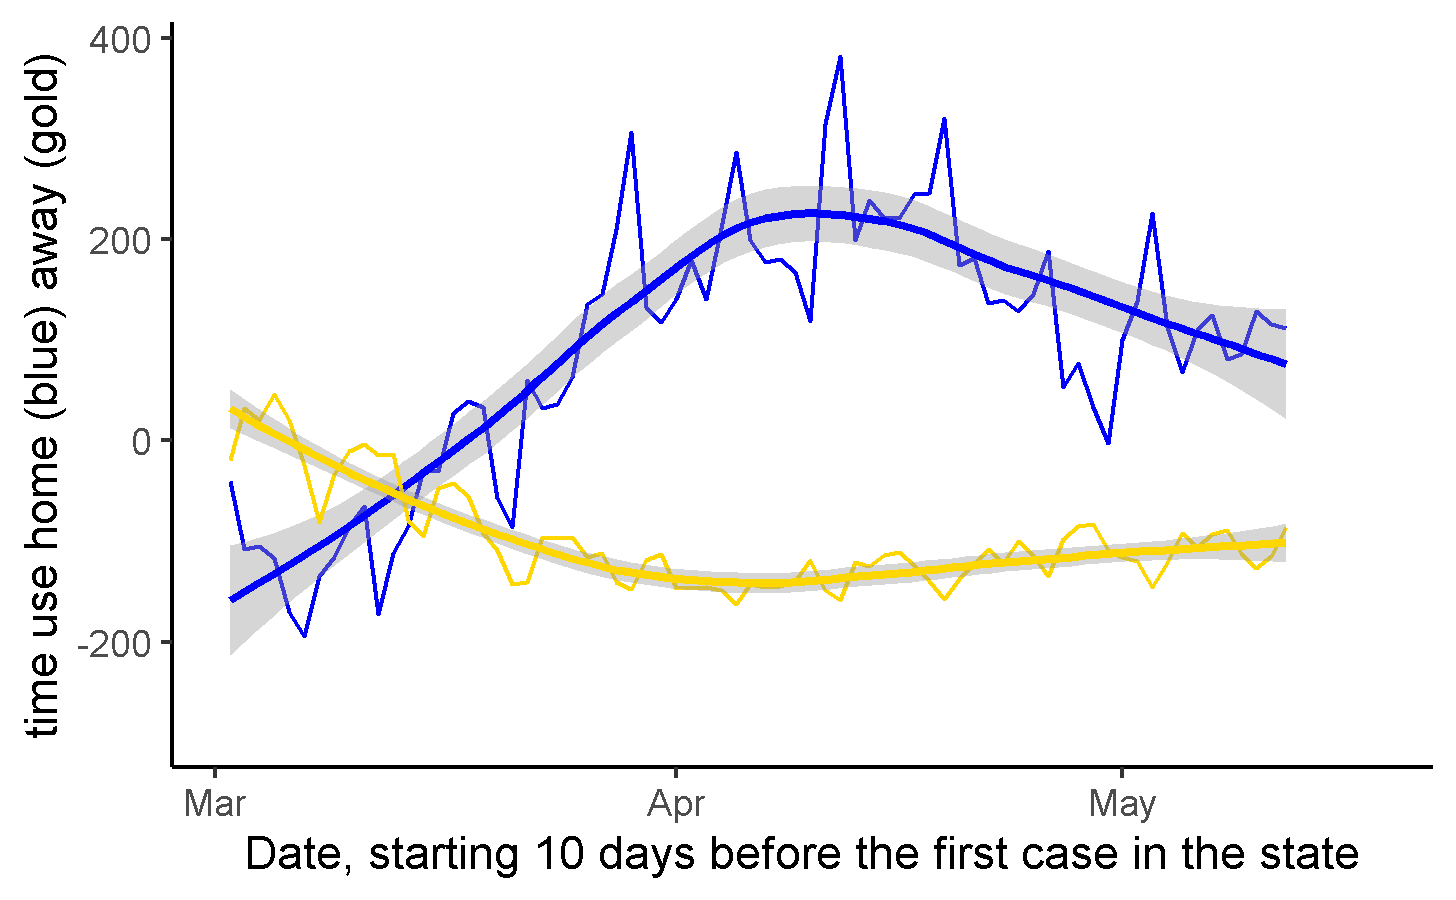 time use home (blue) away (gold)
400
200
0
-200
Mar
Apr
May
Date, starting 10 days before the first case in the state